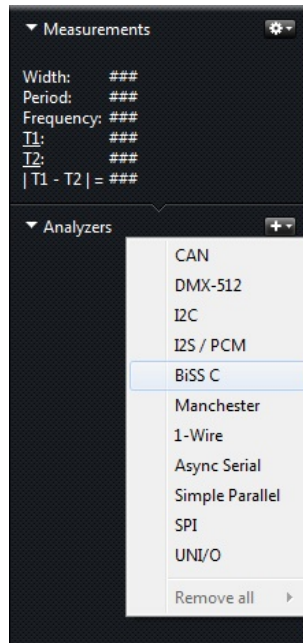 Measurements
Width: ###
Period: ###
Frequency: ###
T1: ###
T2: ###
| T1 - T2 | = ###
Analyzers
CAN
DMX-512
I2C
I2S / PCM
BiSS C
Manchester
1-Wire
Async Serial
Simple Parallel
SPI
UNI/O
Remove all